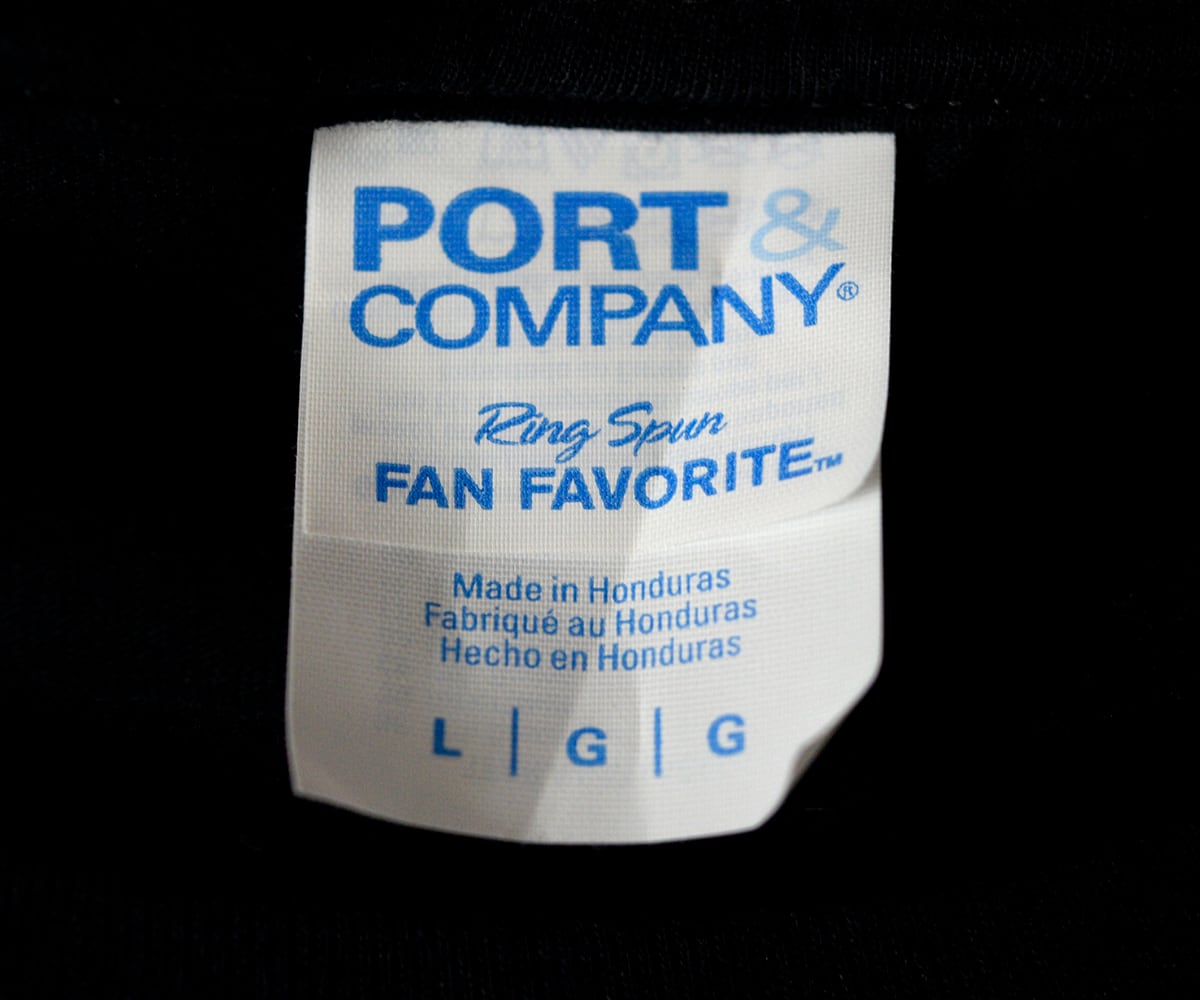 PORT &
COMPANY®
Ring Spun
FAN FAVORITE™
Made in Honduras
Fabriqué au Honduras
Hecho en Honduras
L | G | G